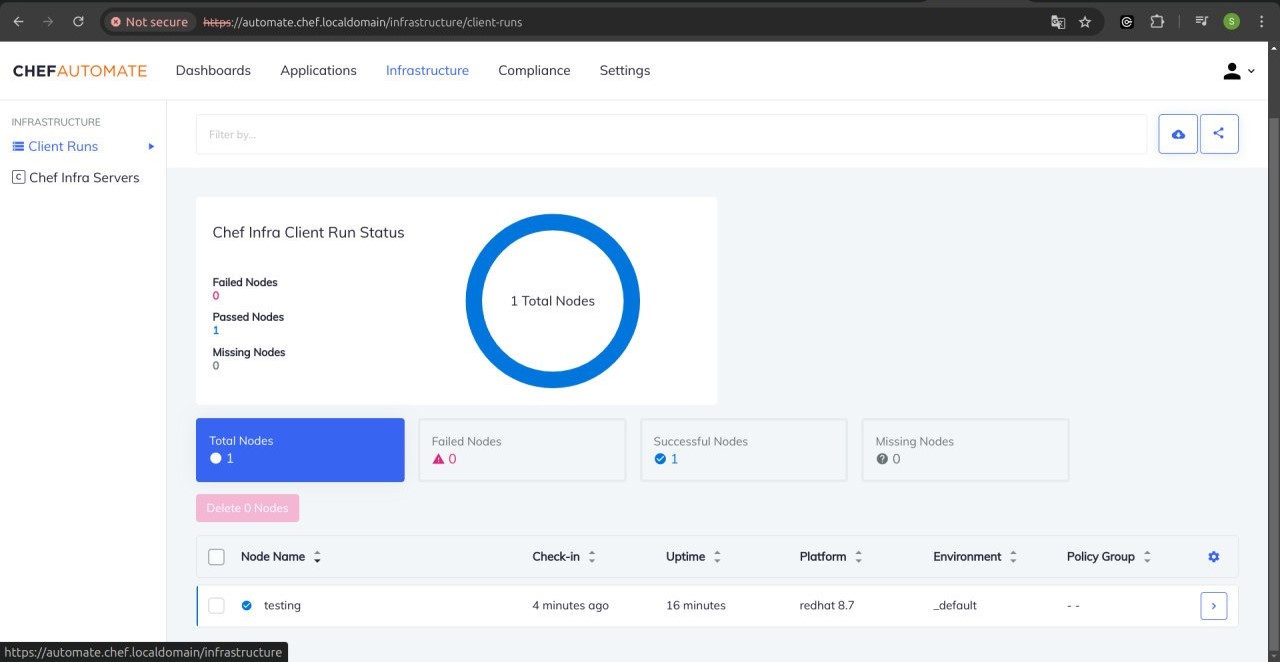 Not secure https://automate.chef.localdomain/infrastructure/client-runs S
CHEFAUTOMATE Dashboards Applications Infrastructure Compliance Settings
INFRASTRUCTURE
Client Runs
C Chef Infra Servers
Filter by...
Chef Infra Client Run Status
Failed Nodes
0
Passed Nodes
1
Missing Nodes
0
1 Total Nodes
Total Nodes
1
Failed Nodes
0
Successful Nodes
1
Missing Nodes
? 0
Delete 0 Nodes
Node Name Check-in Uptime Platform Environment Policy Group
testing 4 minutes ago 16 minutes redhat 8.7 _default - -
https://automate.chef.localdomain/infrastructure